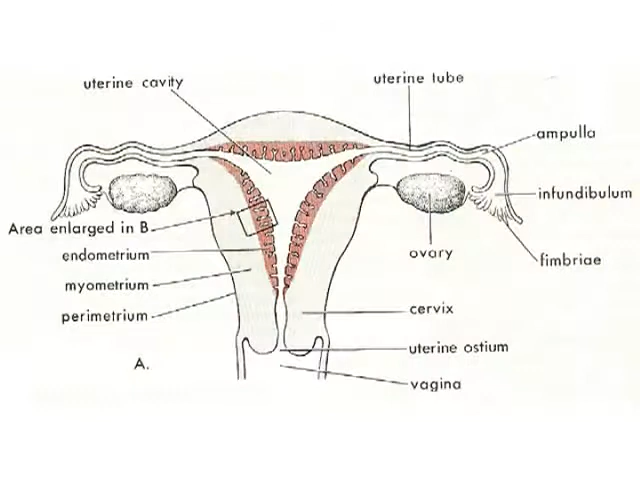 uterine cavity
uterine tube
ampulla
infundibulum
Area enlarged in B
ovary
endometrium
fimbriae
myometrium
perimetrium
cervix
uterine ostium
A.
vagina